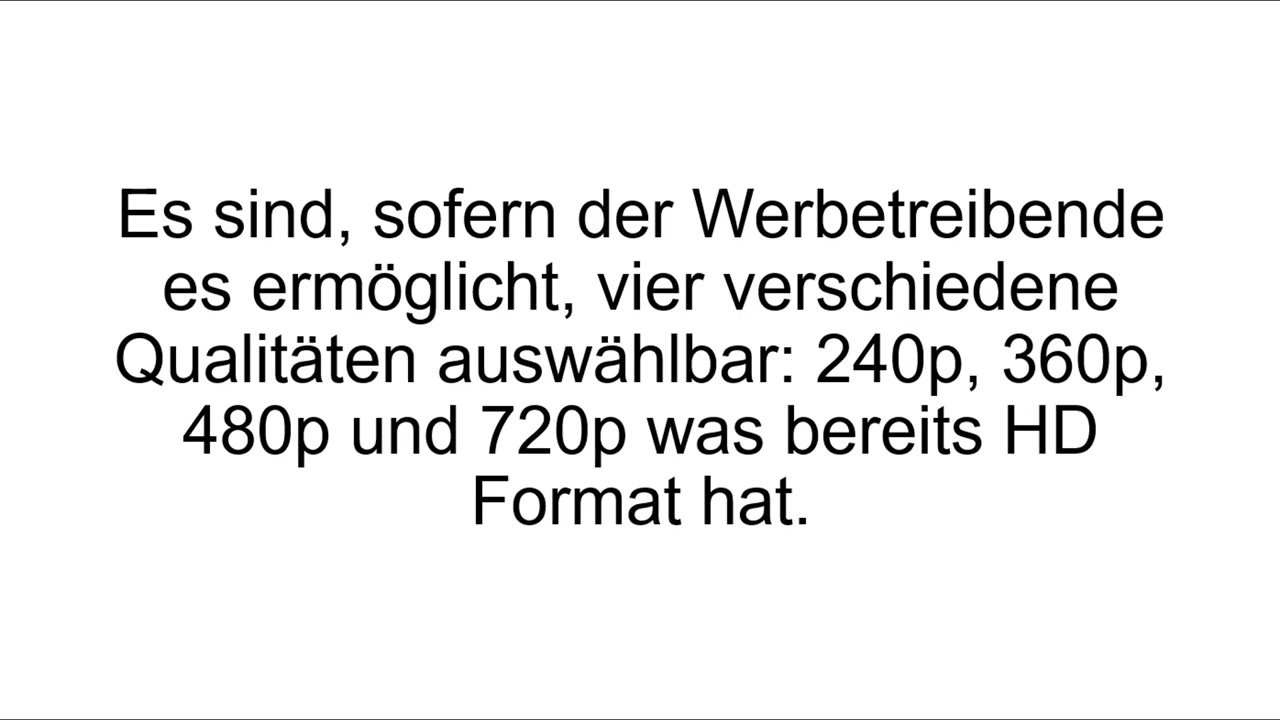 Es sind, sofern der Werbetreibende
es ermöglicht, vier verschiedene
Qualitäten auswählbar: 240p, 360p,
480p und 720p was bereits HD
Format hat.